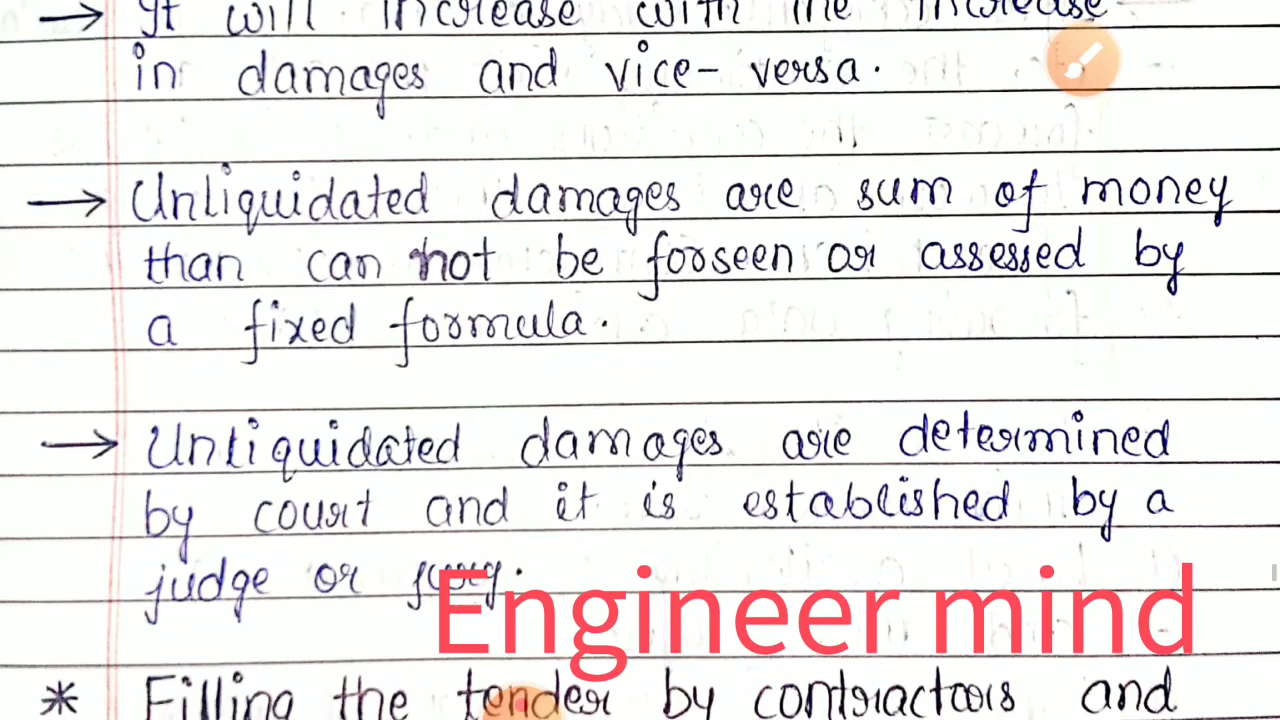 → It will increase with the increase
in damages and vice- versa.
→ Unliquidated damages are sum of money
than can not be forseen or assessed by
a fixed formula.
→ Unliquidated damages are determined
by court and it is established by a
judge or jury.
Engineer mind
* Filling the tender by contractors and